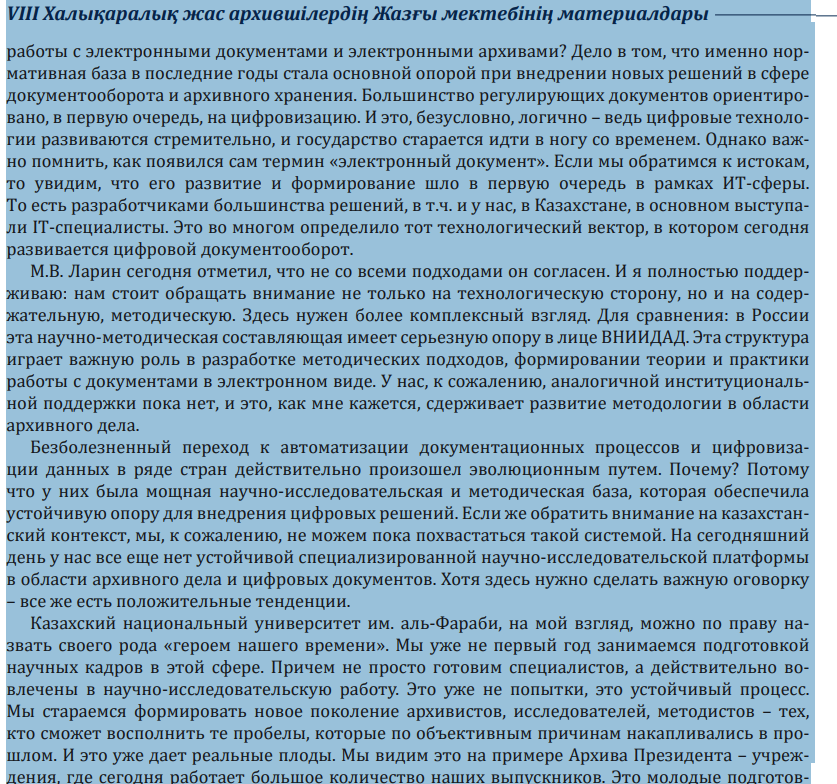 VIII Халықаралық жас архившілердің Жазғы мектебінің материалдары
работы с электронными документами и электронными архивами? Дело в том, что именно нор-
мативная база в последние годы стала основной опорой при внедрении новых решений в сфере
документооборота и архивного хранения. Большинство регулирующих документов ориентиро-
вано, в первую очередь, на цифровизацию. И это, безусловно, логично – ведь цифровые техноло-
гии развиваются стремительно, и государство старается идти в ногу со временем. Однако важ-
но помнить, как появился сам термин «электронный документ». Если мы обратимся к истокам,
то увидим, что его развитие и формирование шло в первую очередь в рамках ИТ-сферы.
То есть разработчиками большинства решений, в т.ч. и у нас, в Казахстане, в основном выступа-
ли IT-специалисты. Это во многом определило тот технологический вектор, в котором сегодня
развивается цифровой документооборот.
М.В. Ларин сегодня отметил, что не со всеми подходами он согласен. И я полностью поддер-
живаю: нам стоит обращать внимание не только на технологическую сторону, но и на содер-
жательную, методическую. Здесь нужен более комплексный взгляд. Для сравнения: в России
эта научно-методическая составляющая имеет серьезную опору в лице ВНИИДАД. Эта структура
играет важную роль в разработке методических подходов, формировании теории и практики
работы с документами в электронном виде. У нас, к сожалению, аналогичной институциональ-
ной поддержки пока нет, и это, как мне кажется, сдерживает развитие методологии в области
архивного дела.
Безболезненный переход к автоматизации документационных процессов и цифровиза-
ции данных в ряде стран действительно произошел эволюционным путем. Почему? Потому
что у них была мощная научно-исследовательская и методическая база, которая обеспечила
устойчивую опору для внедрения цифровых решений. Если же обратить внимание на казахстан-
ский контекст, мы, к сожалению, не можем пока похвастаться такой системой. На сегодняшний
день у нас все еще нет устойчивой специализированной научно-исследовательской платформы
в области архивного дела и цифровых документов. Хотя здесь нужно сделать важную оговорку
– все же есть положительные тенденции.
Казахский национальный университет им. аль-Фараби, на мой взгляд, можно по праву на-
звать своего рода «героем нашего времени». Мы уже не первый год занимаемся подготовкой
научных кадров в этой сфере. Причем не просто готовим специалистов, а действительно во-
влечены в научно-исследовательскую работу. Это уже не попытки, это устойчивый процесс.
Мы стараемся формировать новое поколение архивистов, исследователей, методистов – тех,
кто сможет восполнить те пробелы, которые по объективным причинам накапливались в про-
шлом. И это уже дает реальные плоды. Мы видим это на примере Архива Президента – учреж-
дения, где сегодня работает большое количество наших выпускников. Это молодые подготов-